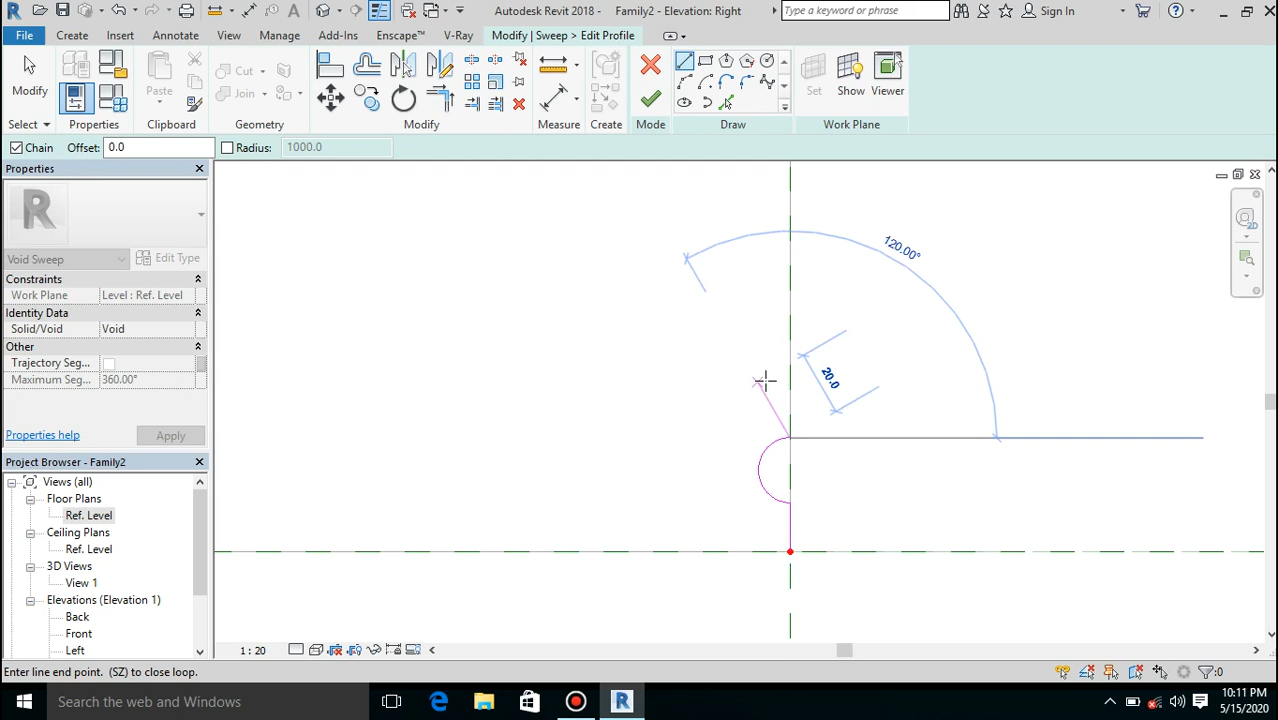 Autodesk Revit 2018 - Family2 - Elevation: Right
Type a keyword or phrase
Sign In
File
Create
Insert
Annotate
View
Manage
Add-Ins
Enscape™
V-Ray
Modify | Sweep > Edit Profile
Modify
Paste
Cut
Join
Set
Show
Viewer
Select
Properties
Clipboard
Geometry
Modify
Measure
Create
Mode
Draw
Work Plane
Chain
Offset:
0.0
Radius:
1000.0
Properties
Void Sweep
Edit Type
Constraints
Work Plane
Level : Ref. Level
Identity Data
Solid/Void
Void
Other
Trajectory Seg...
Maximum Seg...
360.00°
Properties help
Apply
Project Browser - Family2
Views (all)
Floor Plans
Ref. Level
Ceiling Plans
Ref. Level
3D Views
View 1
Elevations (Elevation 1)
Back
Front
Left
120.00°
20.0
2D
1 : 20
Enter line end point. (SZ) to close loop.
:0
Search the web and Windows
10:11 PM
5/15/2020